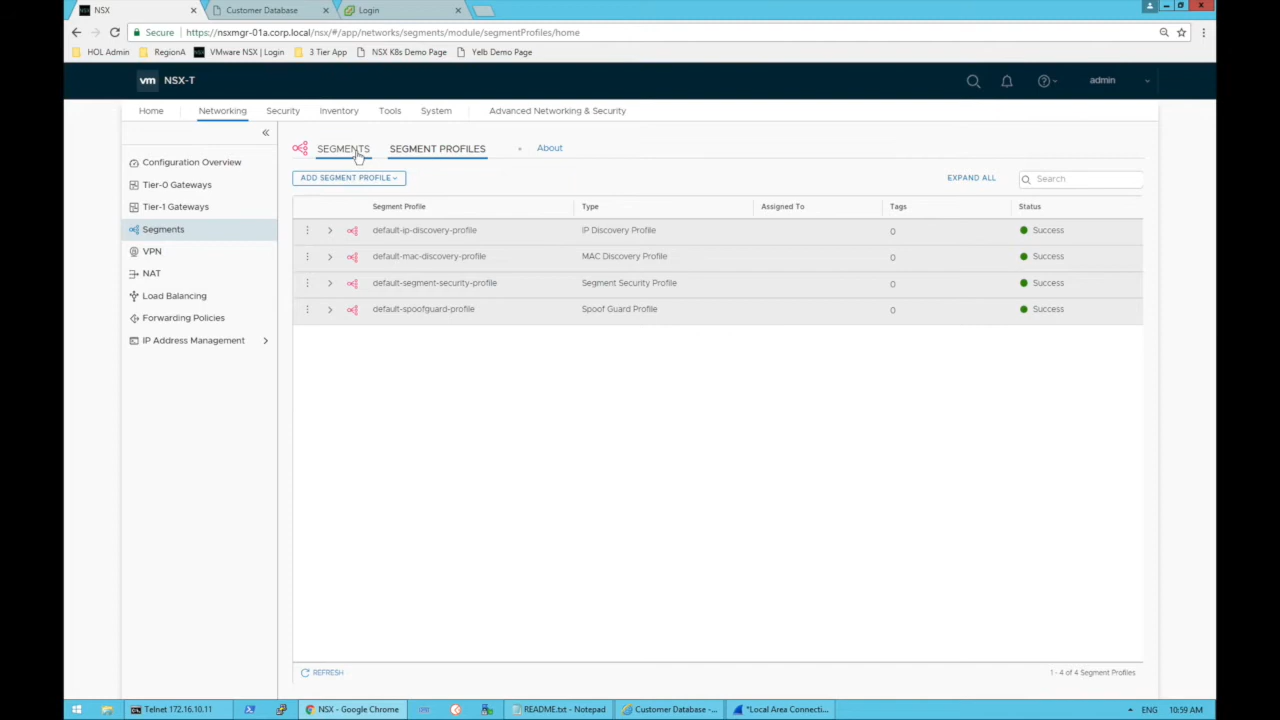 NSX
Customer Database
Login
Secure https://nsxmgr-01a.corp.local/nsx/#/app/networks/segments/module/segmentProfiles/home
HOL Admin RegionA VMware NSX | Login 3 Tier App NSX K8s Demo Page Yelb Demo Page
vm NSX-T
admin
Home Networking Security Inventory Tools System Advanced Networking & Security
Configuration Overview
Tier-0 Gateways
Tier-1 Gateways
Segments
VPN
NAT
Load Balancing
Forwarding Policies
IP Address Management
SEGMENTS SEGMENT PROFILES About
ADD SEGMENT PROFILE EXPAND ALL Search
Segment Profile Type Assigned To Tags Status
default-ip-discovery-profile IP Discovery Profile 0 Success
default-mac-discovery-profile MAC Discovery Profile 0 Success
default-segment-security-profile Segment Security Profile 0 Success
default-spoofguard-profile Spoof Guard Profile 0 Success
REFRESH 1 - 4 of 4 Segment Profiles
Telnet 172.16.10.11 NSX - Google Chrome README.txt - Notepad Customer Database -... *Local Area Connecti... ENG 10:59 AM